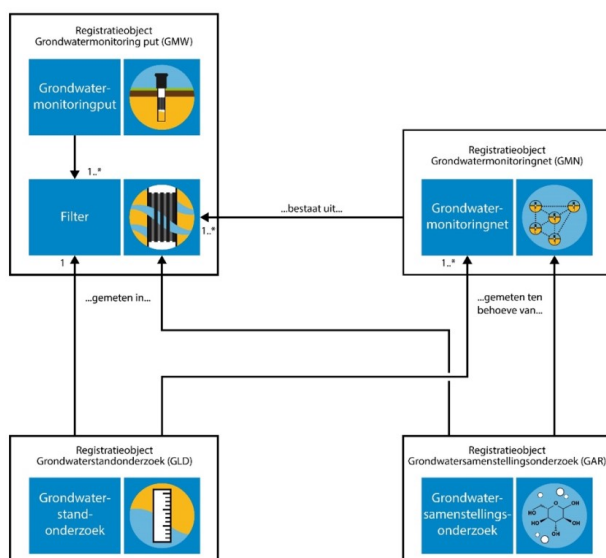 Registratieobject
Grondwatermonitoring put (GMW)
Grondwater-
monitoringput
1..*
Filter
1..*
1
Registratieobject
Grondwatermonitoringnet (GMN)
Grondwater-
monitoringnet
1..*
...bestaat uit...
...gemeten in...
...gemeten ten
behoeve van...
Registratieobject
Grondwaterstandonderzoek (GLD)
Grondwater-
stand-
onderzoek
Registratieobject
Grondwatersamenstellingsonderzoek (GAR)
Grondwater-
samenstellings-
onderzoek